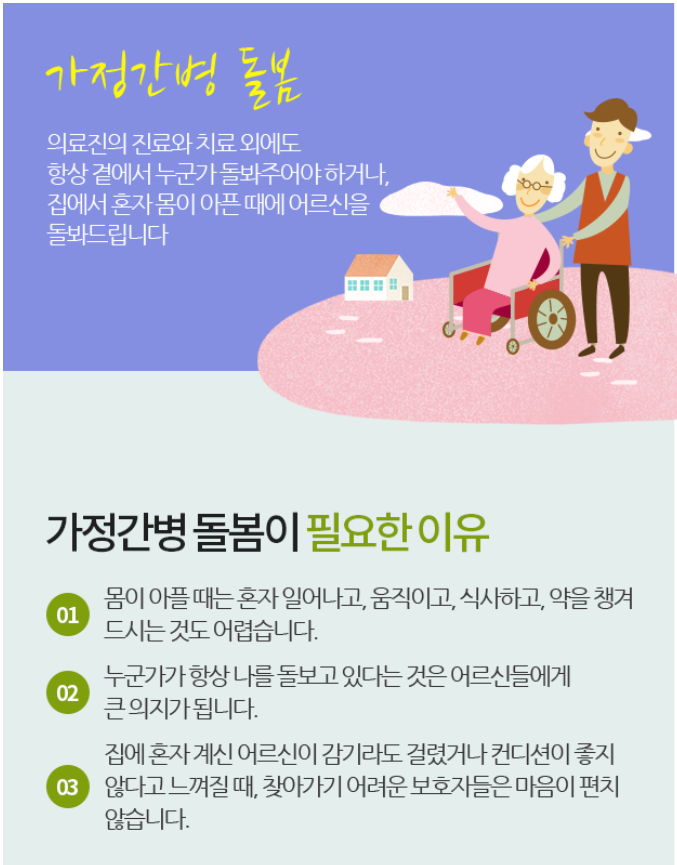 가정간병 돌봄
의료진의 진료와 치료 외에도
항상 곁에서 누군가 돌봐주어야 하거나,
집에서 혼자 몸이 아픈 때에 어르신을
돌봐드립니다
가정간병 돌봄이 필요한 이유
01 몸이 아플 때는 혼자 일어나고, 움직이고, 식사하고, 약을 챙겨
드시는 것도 어렵습니다.
02 누군가가 항상 나를 돌보고 있다는 것은 어르신들에게
큰 의지가 됩니다.
03 집에 혼자 계신 어르신이 감기라도 걸렸거나 컨디션이 좋지
않다고 느껴질 때, 찾아가기 어려운 보호자들은 마음이 편치
않습니다.